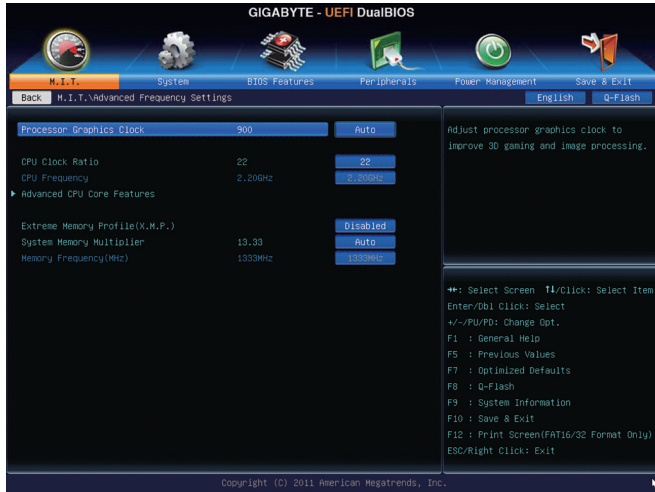 GIGABYTE - UEFI DualBIOS
M.I.T. System BIOS Features Peripherals Power Management Save & Exit
Back M.I.T.\Advanced Frequency Settings English Q-Flash
Processor Graphics Clock 900 Auto
CPU Clock Ratio 22 22
CPU Frequency 2.20GHz 2.20GHz
Advanced CPU Core Features
Extreme Memory Profile(X.M.P.) Disabled
System Memory Multiplier 13.33 Auto
Memory Frequency(MHz) 1333MHz 1333MHz
Adjust processor graphics clock to
improve 3D gaming and image processing.
→←: Select Screen ↑↓/Click: Select Item
Enter/Dbl Click: Select
+/-/PU/PD: Change Opt.
F1 : General Help
F5 : Previous Values
F7 : Optimized Defaults
F8 : Q-Flash
F9 : System Information
F10 : Save & Exit
F12 : Print Screen(FAT16/32 Format Only)
ESC/Right Click: Exit
Copyright (C) 2011 American Megatrends, Inc.